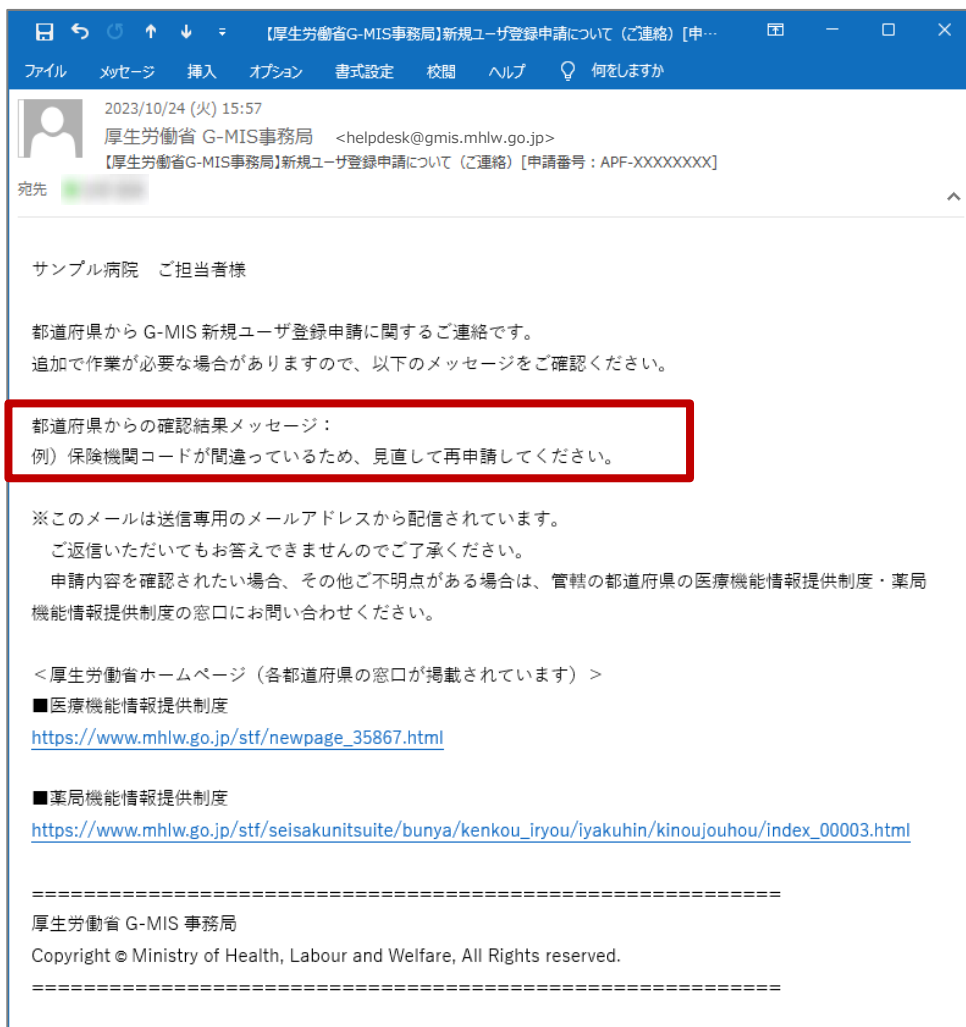 【厚生労働省G-MIS事務局】新規ユーザ登録申請について（ご連絡）[申…
ファイル メッセージ 挿入 オプション 書式設定 校閲 ヘルプ 何をしますか
2023/10/24 (火) 15:57
厚生労働省 G-MIS事務局 <helpdesk@gmis.mhlw.go.jp>
【厚生労働省G-MIS事務局】新規ユーザ登録申請について（ご連絡）[申請番号：APF-XXXXXXXX]
宛先
サンプル病院　ご担当者様
都道府県から G-MIS 新規ユーザ登録申請に関するご連絡です。
追加で作業が必要な場合がありますので、以下のメッセージをご確認ください。
都道府県からの確認結果メッセージ：
例）保険機関コードが間違っているため、見直して再申請してください。
※このメールは送信専用のメールアドレスから配信されています。
ご返信いただいてもお答えできませんのでご了承ください。
申請内容を確認されたい場合、その他ご不明点がある場合は、管轄の都道府県の医療機能情報提供制度・薬局
機能情報提供制度の窓口にお問い合わせください。
＜厚生労働省ホームページ（各都道府県の窓口が掲載されています）＞
■医療機能情報提供制度
https://www.mhlw.go.jp/stf/newpage_35867.html
■薬局機能情報提供制度
https://www.mhlw.go.jp/stf/seisakunitsuite/bunya/kenkou_iryou/iyakuhin/kinoujouhou/index_00003.html
==========================================================
厚生労働省 G-MIS 事務局
Copyright © Ministry of Health, Labour and Welfare, All Rights reserved.
==========================================================